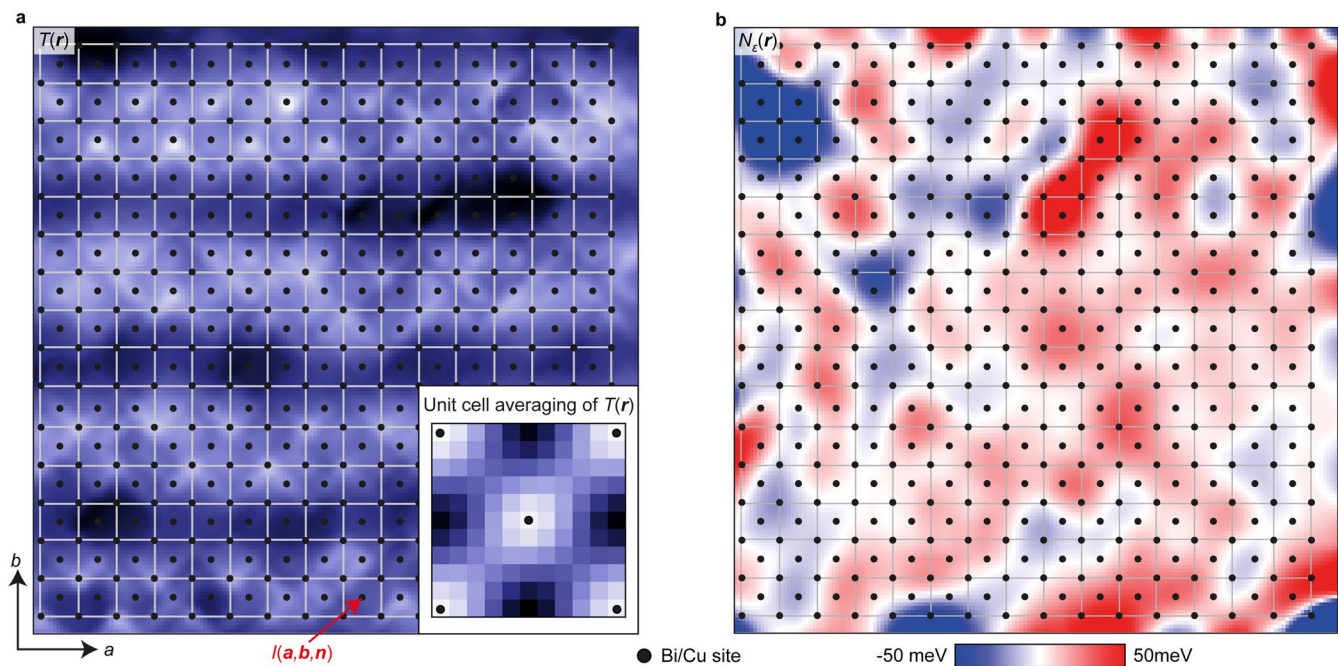 a
T(r)
Unit cell averaging of T(r)
b
a
l(a,b,n)
Bi/Cu site
b
Nε(r)
-50 meV
50meV